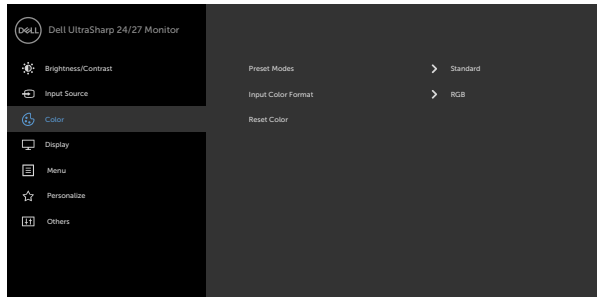 DELL Dell UltraSharp 24/27 Monitor
Brightness/Contrast
Input Source
Color
Display
Menu
Personalize
Others
Preset Modes Standard
Input Color Format RGB
Reset Color